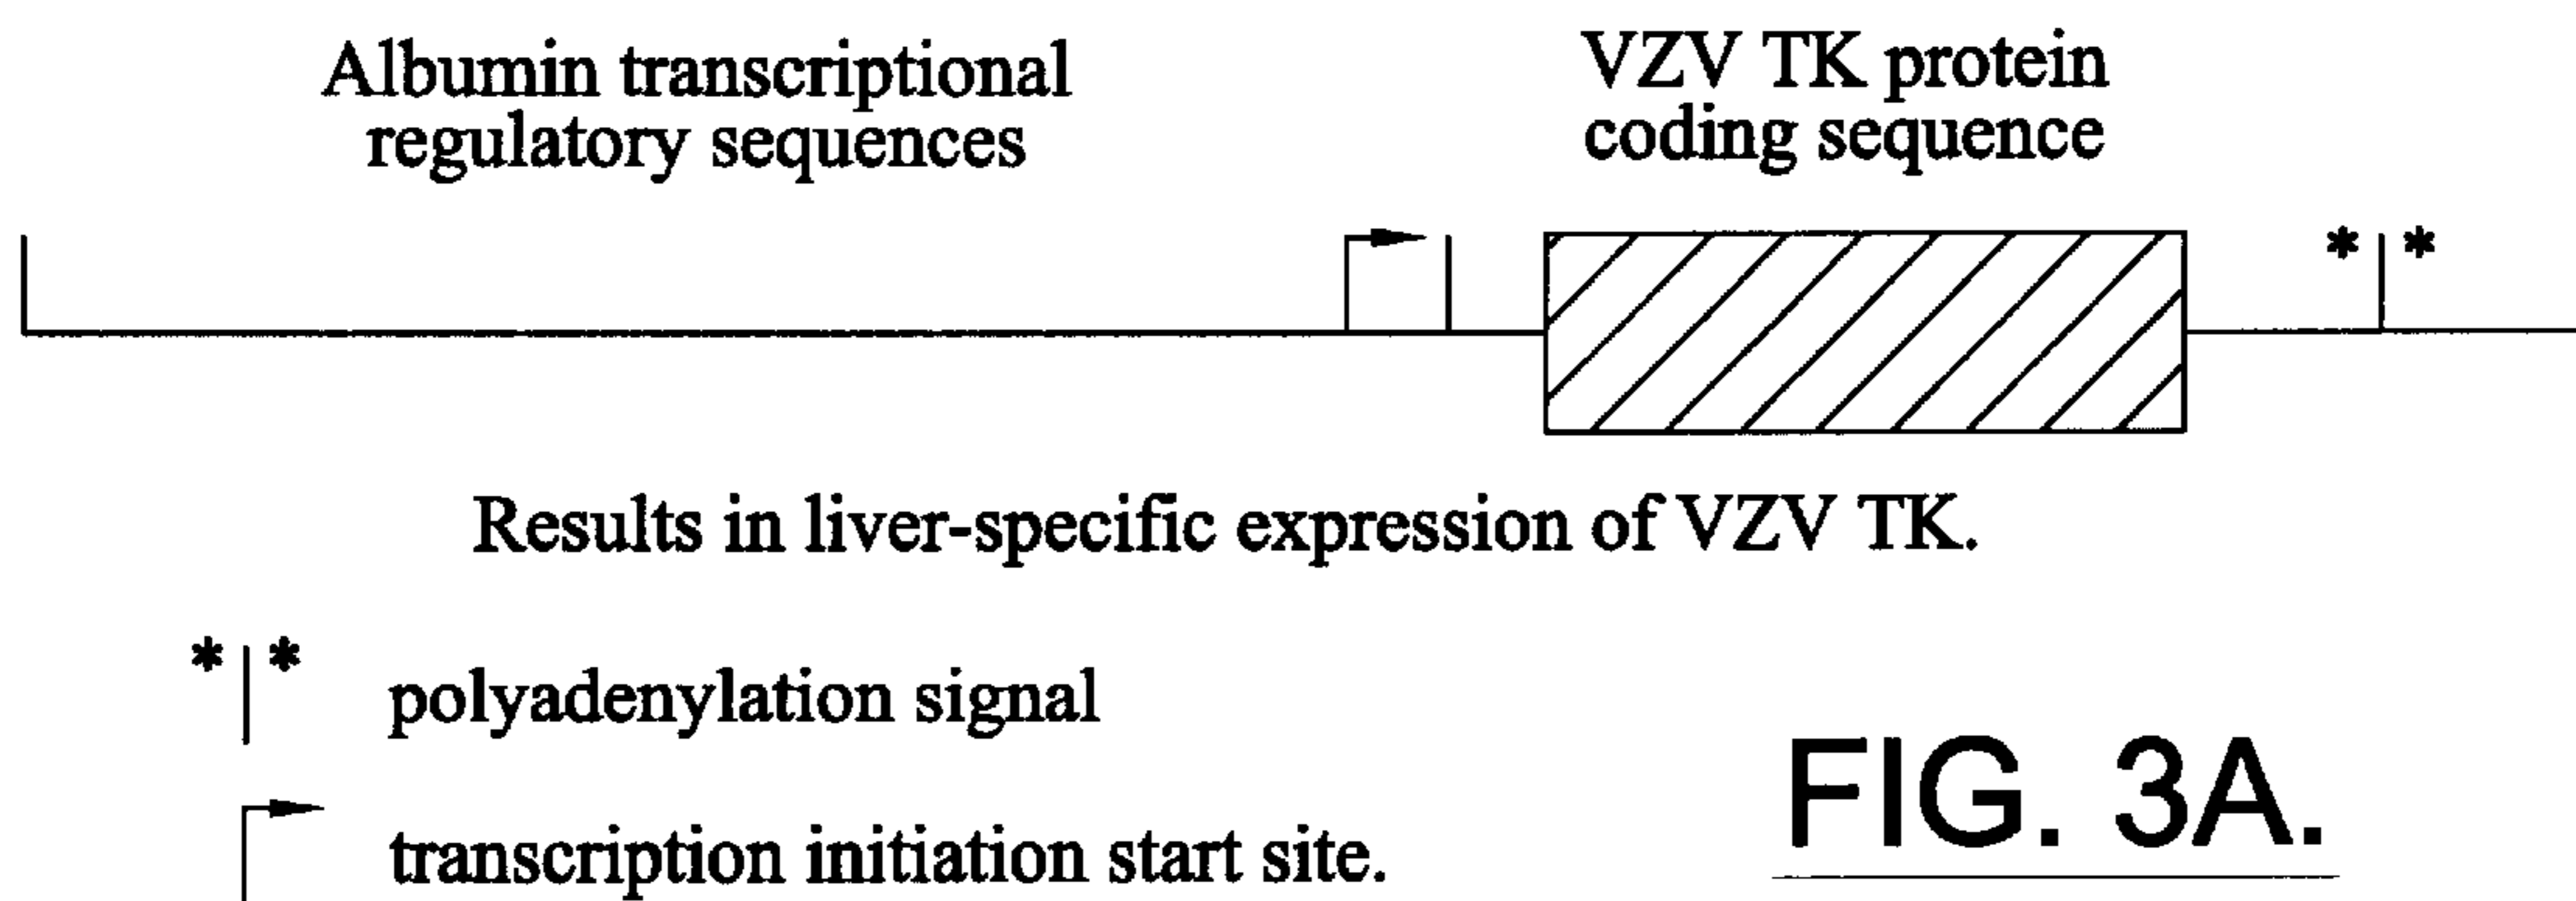 Albumin transcriptional
regulatory sequences
VZV TK protein
coding sequence
* *
Results in liver-specific expression of VZV TK.
* * polyadenylation signal
transcription initiation start site.
FIG. 3A.